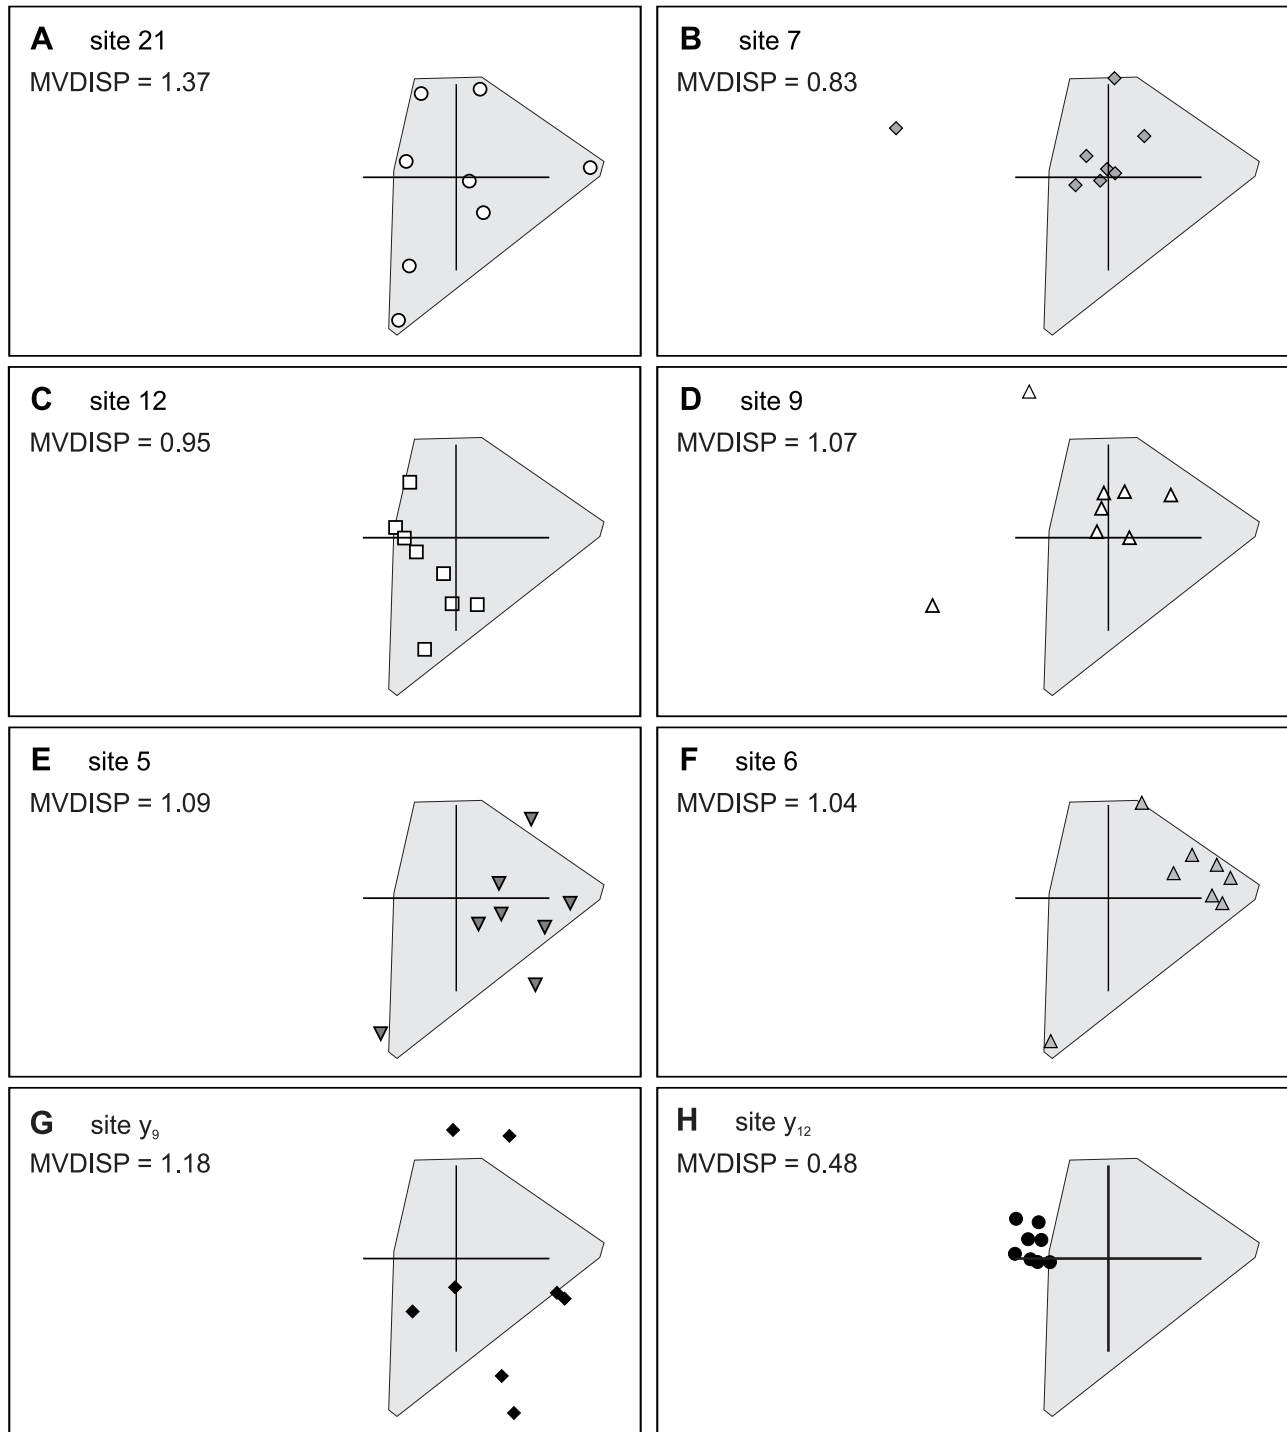 A site 21
MVDISP = 1.37
B site 7
MVDISP = 0.83
C site 12
MVDISP = 0.95
D site 9
MVDISP = 1.07
E site 5
MVDISP = 1.09
F site 6
MVDISP = 1.04
G site y₉
MVDISP = 1.18
H site y₁₂
MVDISP = 0.48